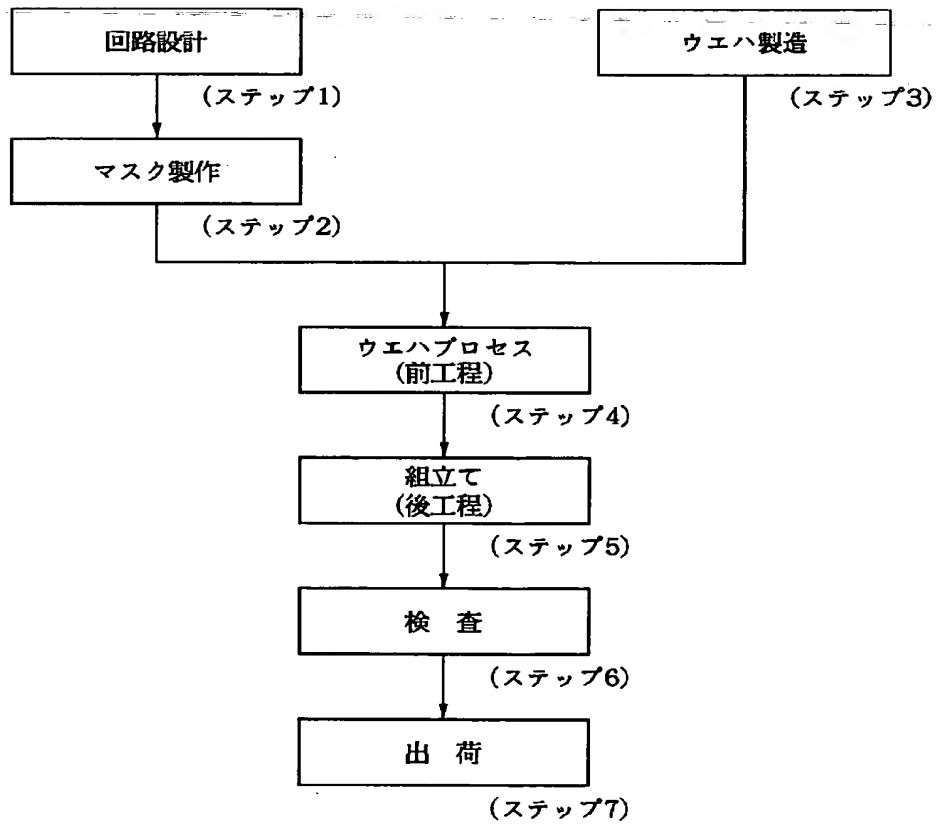 回路設計
(ステップ1)
マスク製作
(ステップ2)
ウエハ製造
(ステップ3)
ウエハプロセス
(前工程)
(ステップ4)
組立て
(後工程)
(ステップ5)
検 査
(ステップ6)
出 荷
(ステップ7)